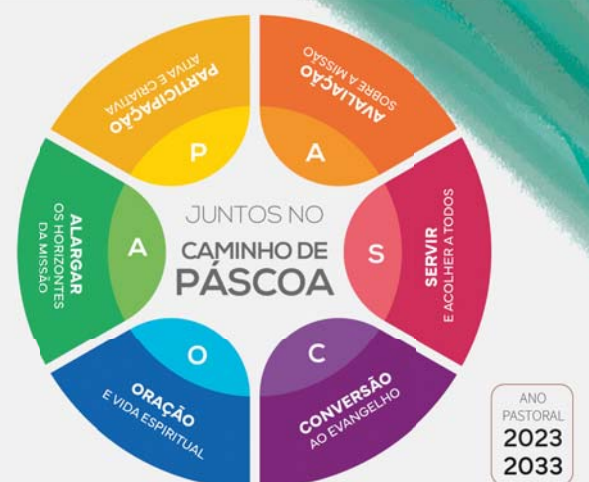 P
PARTICIPAÇÃO
ATIVA E CRIATIVA
A
AVALIAÇÃO
SOBRE A MISSÃO
S
SERVIR
E ACOLHER A TODOS
C
CONVERSÃO
AO EVANGELHO
O
ORAÇÃO
E VIDA ESPIRITUAL
A
ALARGAR
OS HORIZONTES
DA MISSÃO
JUNTOS NO
CAMINHO DE
PÁSCOA
ANO
PASTORAL
2023
2033